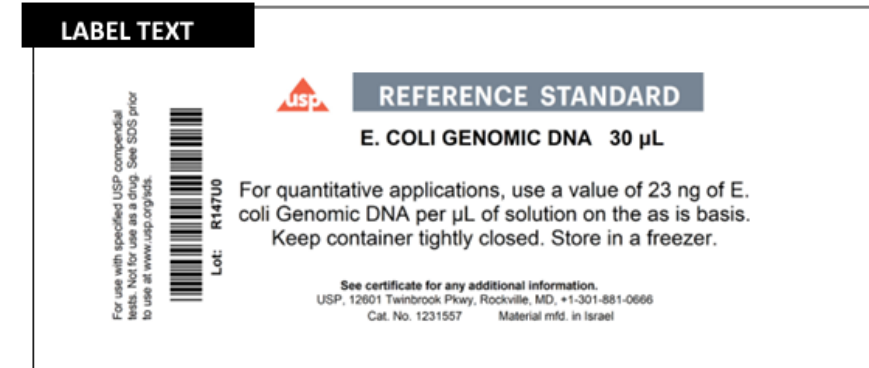 LABEL TEXT
For use with specified USP compendial
tests. Not for use as a drug. See SDS prior
to use at www.usp.org/sds.
Lot: R147U0
usp
REFERENCE STANDARD
E. COLI GENOMIC DNA 30 µL
For quantitative applications, use a value of 23 ng of E.
coli Genomic DNA per µL of solution on the as is basis.
Keep container tightly closed. Store in a freezer.
See certificate for any additional information.
USP, 12601 Twinbrook Pkwy, Rockville, MD, +1-301-881-0666
Cat. No. 1231557 Material mfd. in Israel